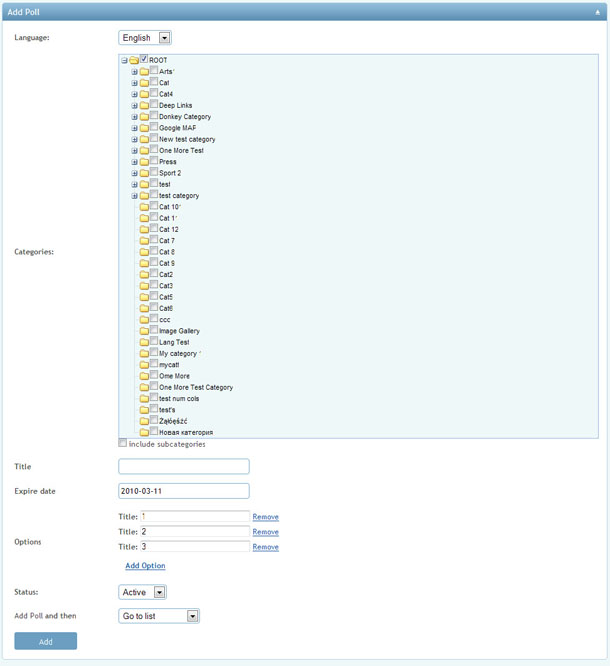 Add Poll
Language: English
ROOT
Arts'
Cat
Cat4
Deep Links
Donkey Category
Google MAF
New test category
One More Test
Press
Sport 2
test
test category
Cat 10'
Cat 1'
Cat 12
Cat 7
Cat 8
Cat 9
Cat2
Cat3
Categories:
Cat5
Cat6
ccc
Image Gallery
Lang Test
My category '
mycatt
Ome More
One More Test Category
test num cols
test's
Żąłóęśźć
Новая категория
include subcategories
Title
Expire date 2010-03-11
Options
Title: 1 Remove
Title: 2 Remove
Title: 3 Remove
Add Option
Status: Active
Add Poll and then Go to list
Add